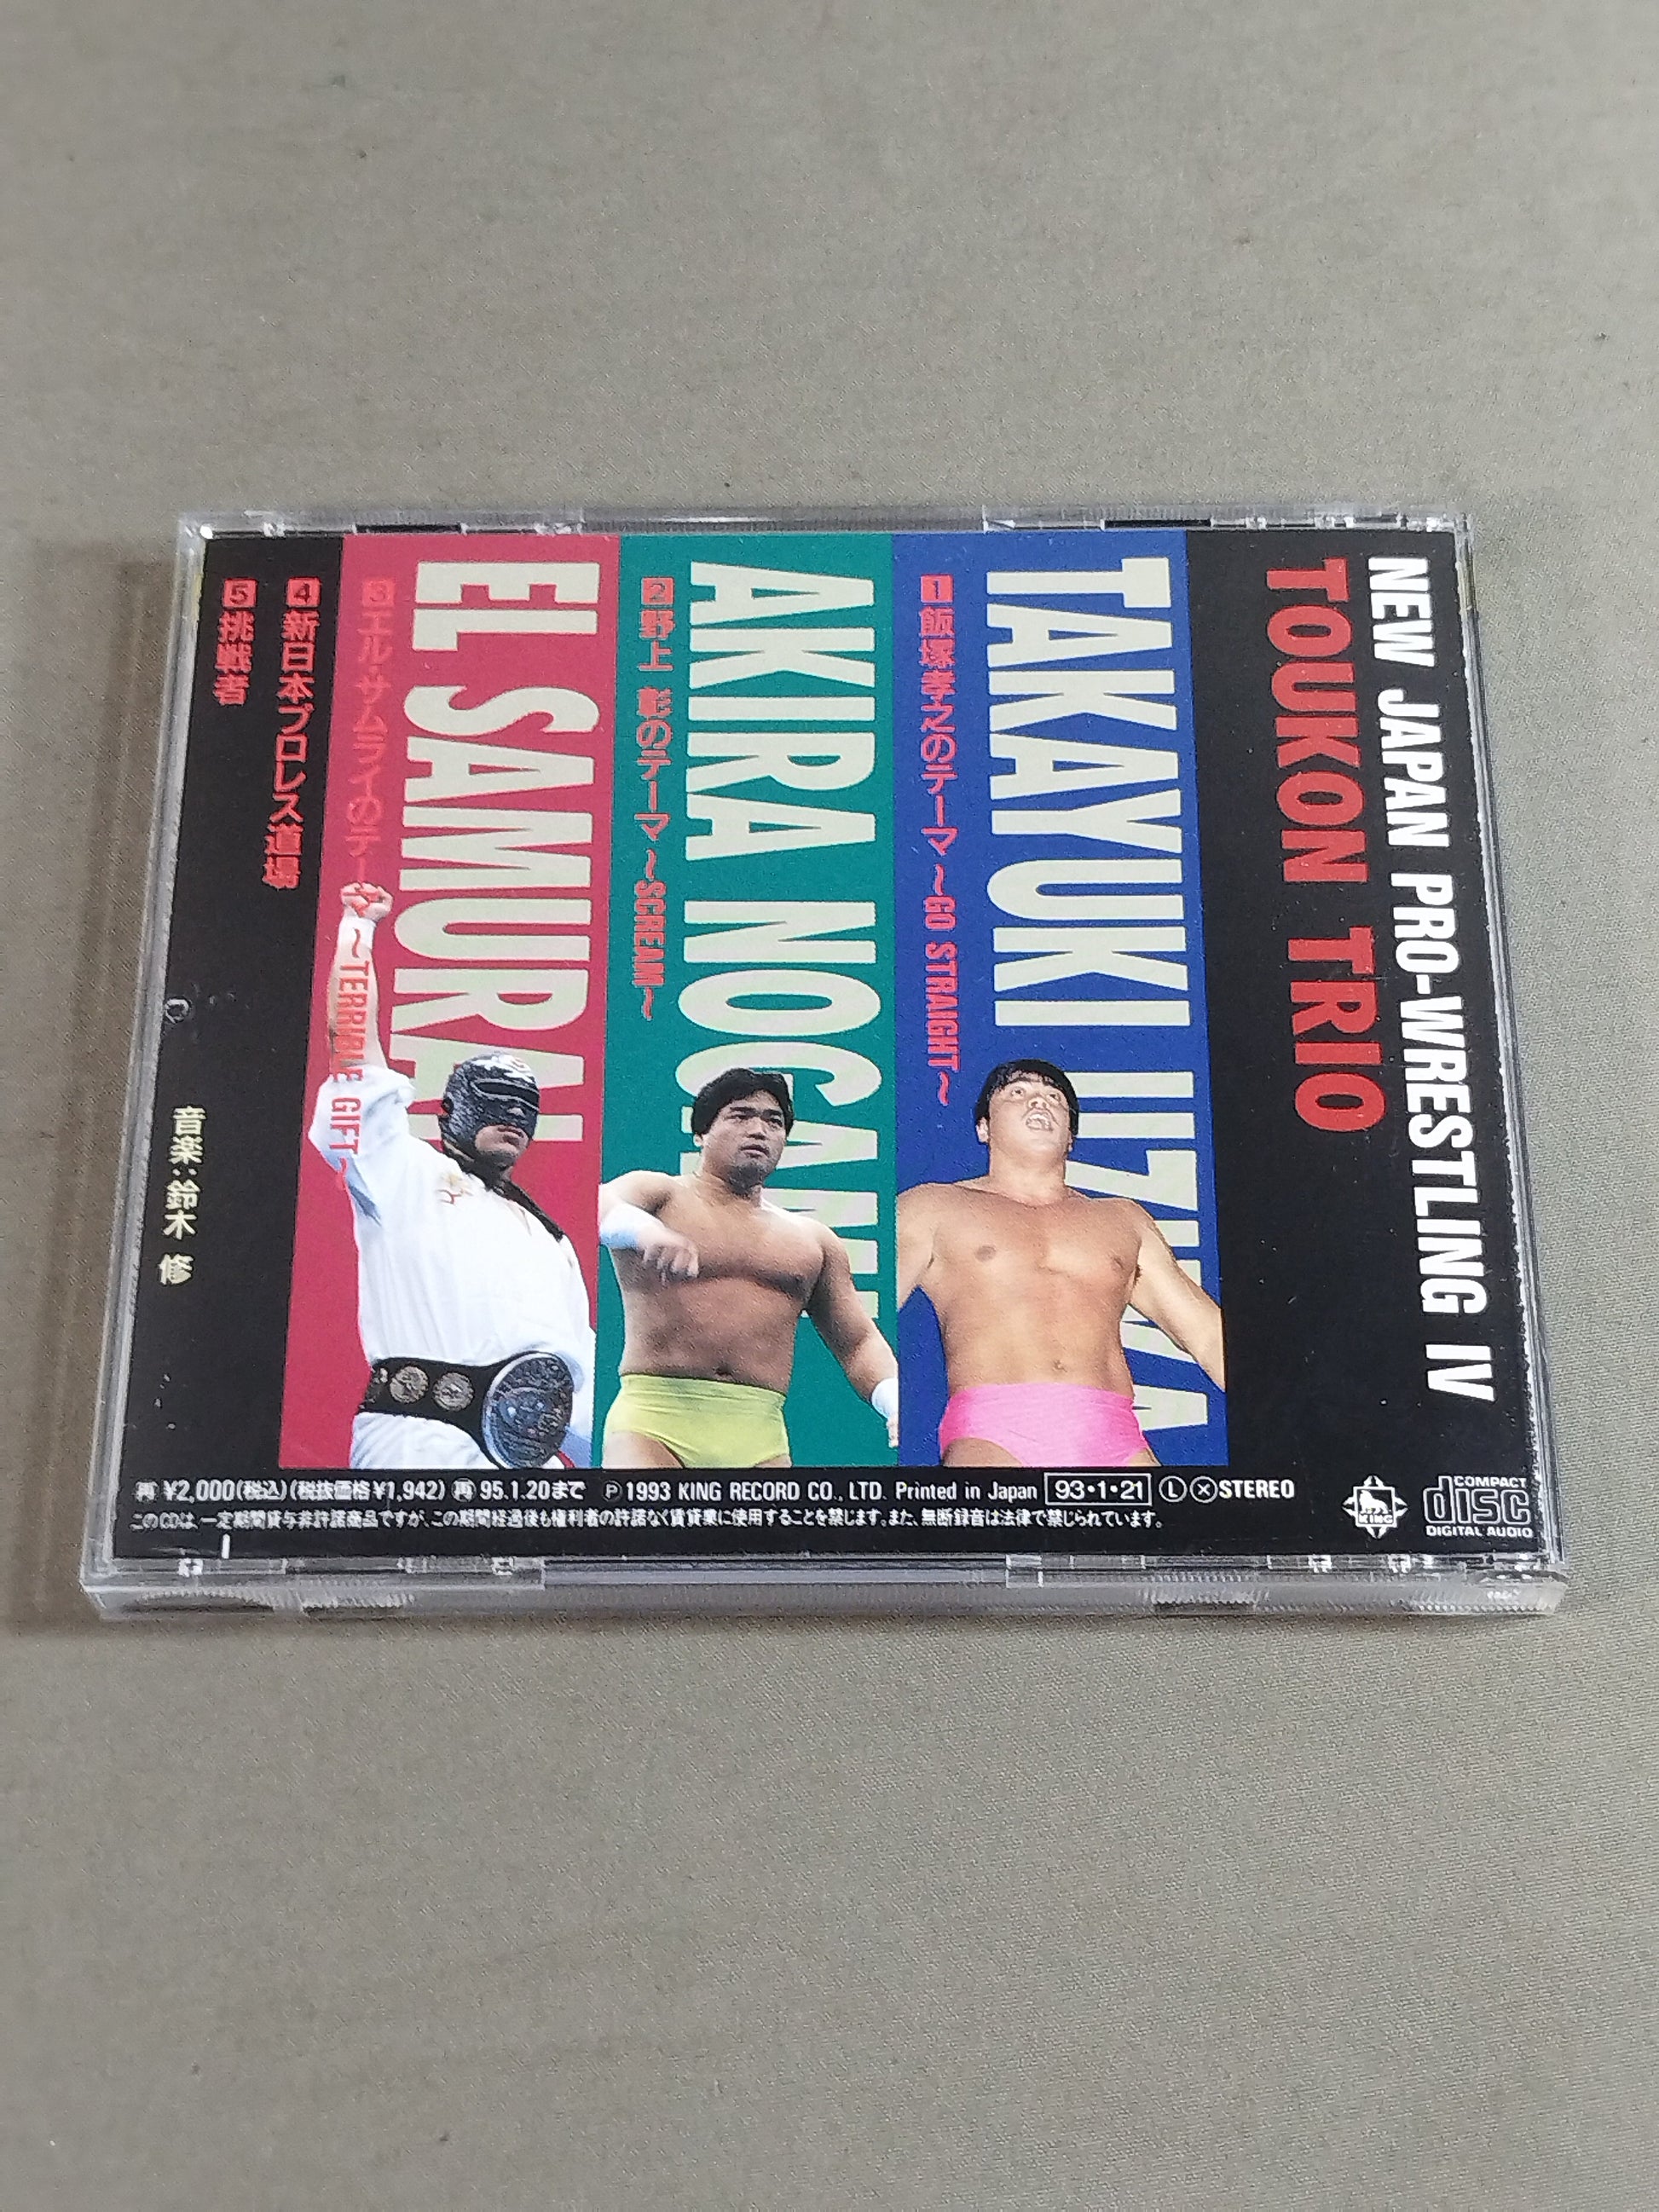 NEW JAPAN PRO-WRESTLING IV
TOUKON TRIO
TAKAYUKI IIZUKA
1 飯塚孝之のテーマ 〜GO STRAIGHT〜
AKIRA NOGAMI
2 野上 彰のテーマ 〜SCREAM〜
EL SAMURAI
3 エル・サムライのテーマ 〜TERRIBLE GIFT〜
4 新日本プロレス道場
5 挑戦者
音楽:鈴木 修
再 ¥2,000(税込)(税抜価格¥1,942) 再 95.1.20まで Ⓟ1993 KING RECORD CO., LTD. Printed in Japan 93・1・21 Ⓛ Ⓧ STEREO
このCDは、一定期間貸与非許諾商品ですが、この期間経過後も権利者の許諾なく賃貸業に使用することを禁じます。また、無断録音は法律で禁じられています。
KING
COMPACT
disc
DIGITAL AUDIO